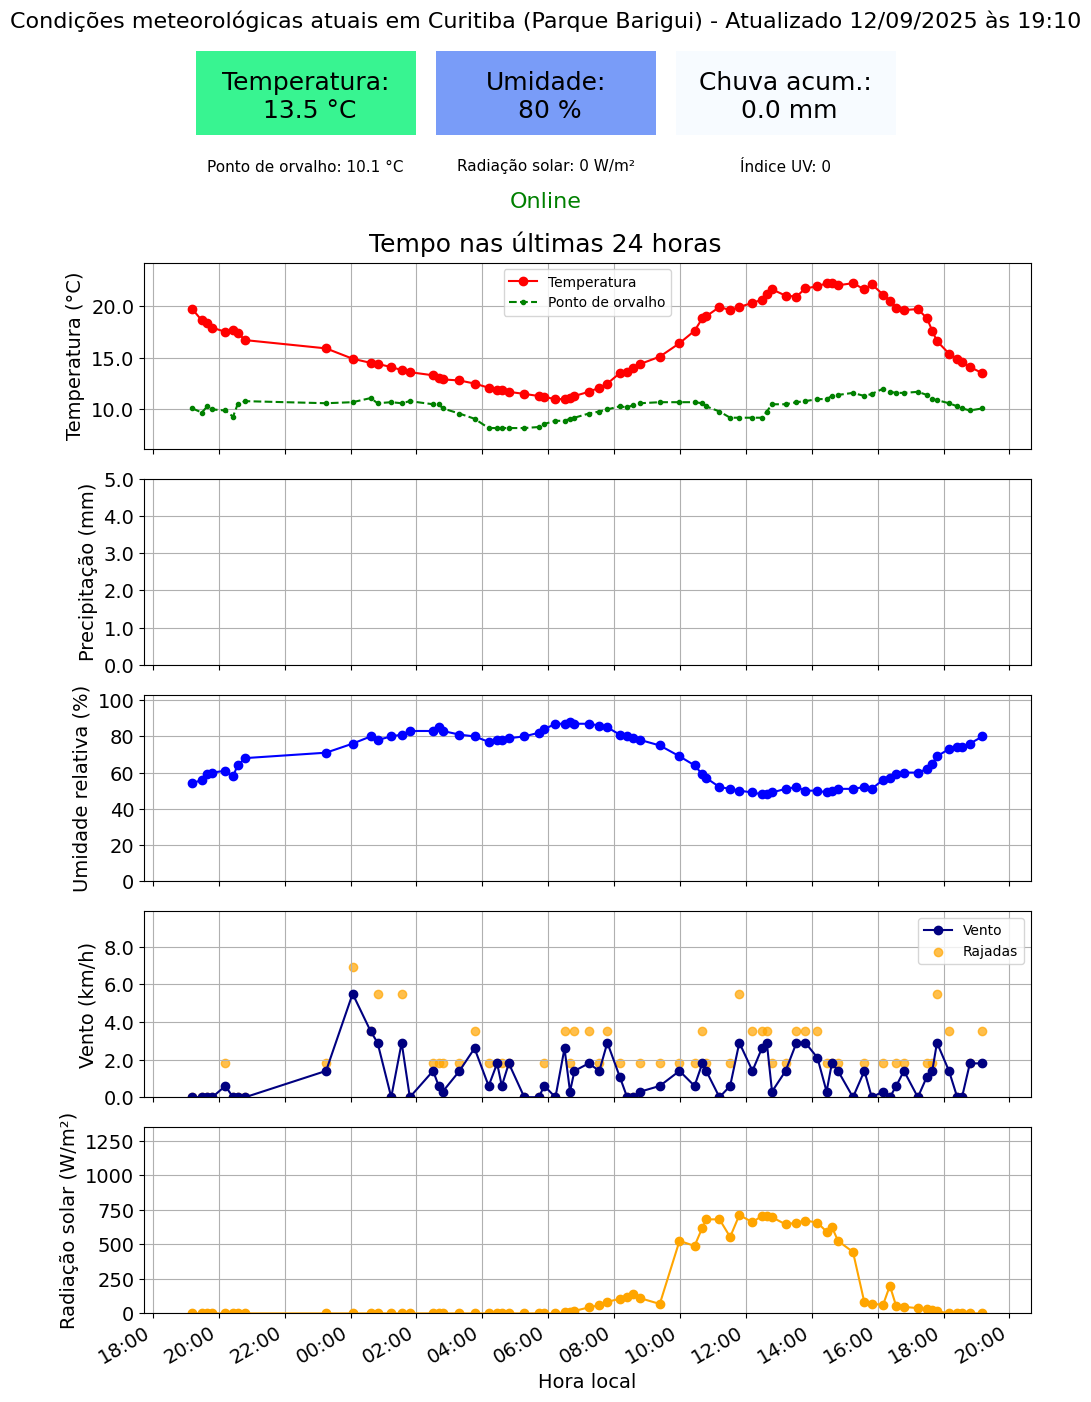 Condições meteorológicas atuais em Curitiba (Parque Barigui) - Atualizado 12/09/2025 às 19:10
Temperatura:
13.5 °C
Umidade:
80 %
Chuva acum.:
0.0 mm
Ponto de orvalho: 10.1 °C
Radiação solar: 0 W/m²
Índice UV: 0
Online
Tempo nas últimas 24 horas
Temperatura (°C)
20.0
15.0
10.0
Temperatura
Ponto de orvalho
Precipitação (mm)
5.0
4.0
3.0
2.0
1.0
0.0
Umidade relativa (%)
100
80
60
40
20
0
Vento (km/h)
8.0
6.0
4.0
2.0
0.0
Vento
Rajadas
Radiação solar (W/m²)
1250
1000
750
500
250
0
18:00
20:00
22:00
00:00
02:00
04:00
06:00
08:00
10:00
12:00
14:00
16:00
18:00
20:00
Hora local